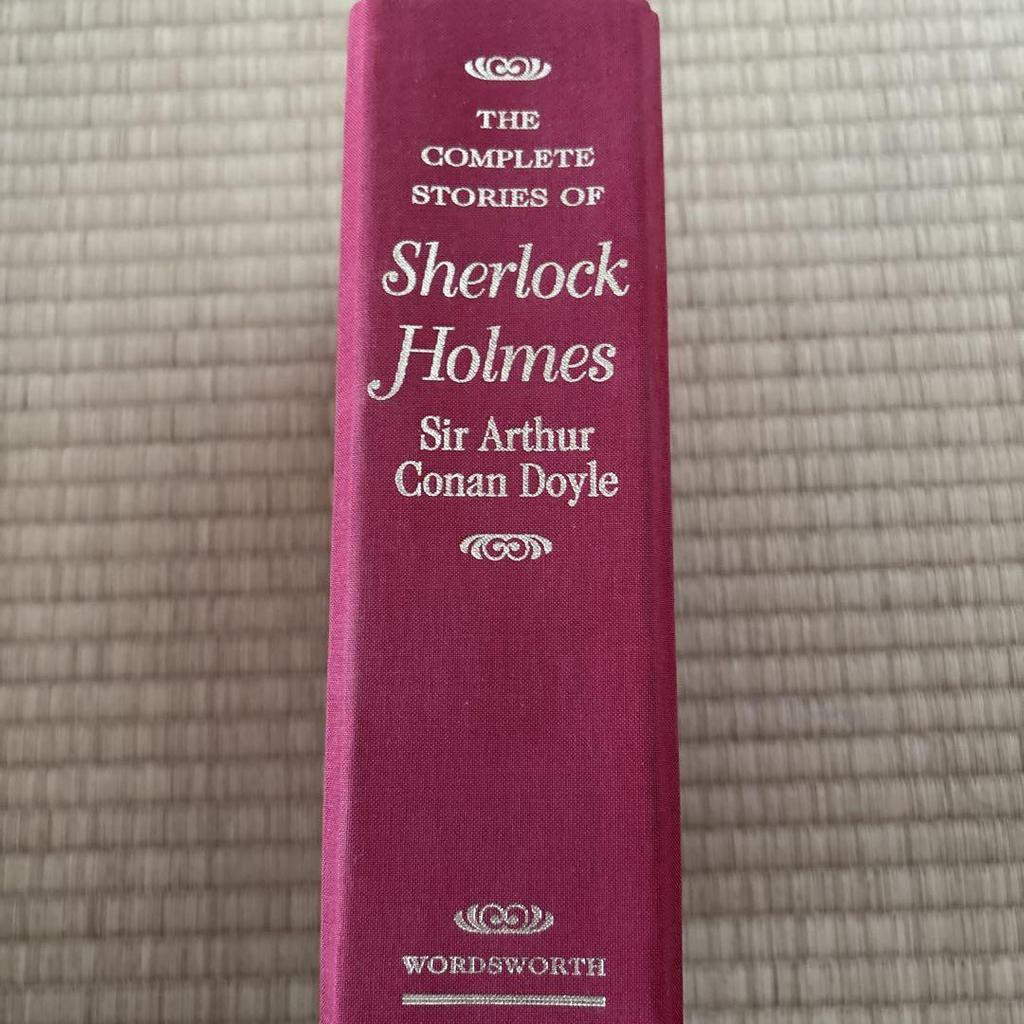 THE
COMPLETE
STORIES OF
Sherlock
Holmes
Sir Arthur
Conan Doyle
WORDSWORTH